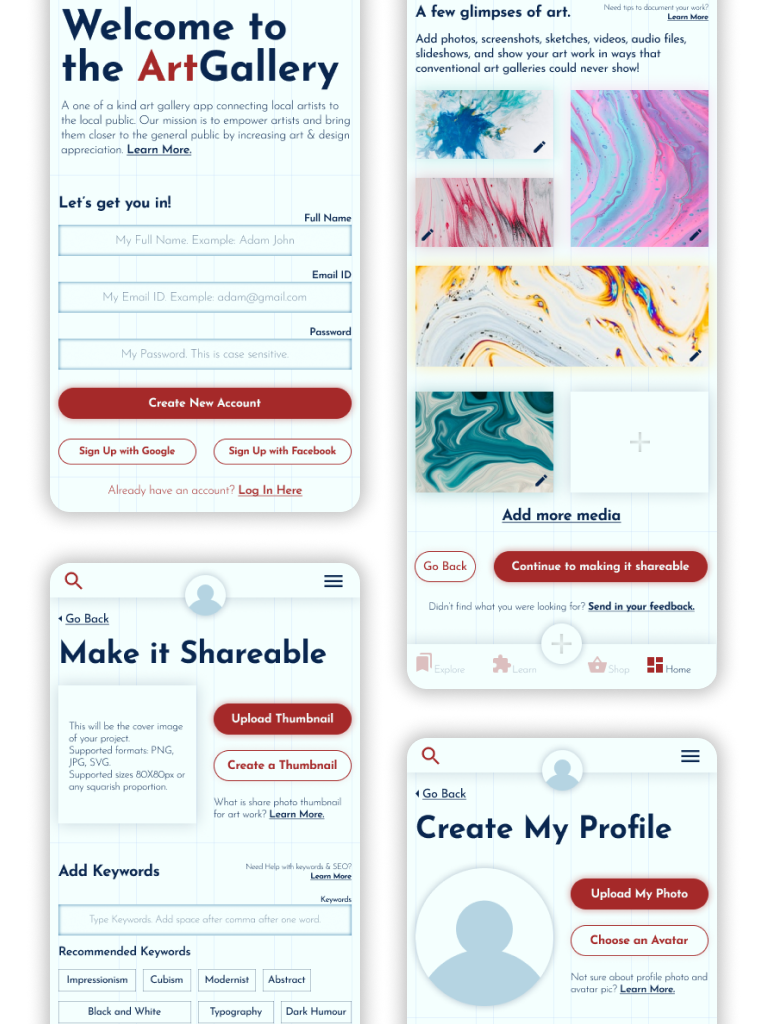 Welcome to
the ArtGallery
A one of a kind art gallery app connecting local artists to
the local public. Our mission is to empower artists and bring
them closer to the general public by increasing art & design
appreciation. Learn More.
Let's get you in!
Full Name
My Full Name. Example: Adam John
Email ID
My Email ID. Example: adam@gmail.com
Password
My Password. This is case sensitive.
Create New Account
Sign Up with Google
Sign Up with Facebook
Already have an account? Log In Here
Go Back
Make it Shareable
This will be the cover image
of your project.
Supported formats: PNG,
JPG, SVG.
Supported sizes 80X80px or
any squarish proportion.
Upload Thumbnail
Create a Thumbnail
What is share photo thumbnail
for art work? Learn More.
Add Keywords
Need Help with keywords & SEO?
Learn More
Keywords
Type Keywords. Add space after comma after one word.
Recommended Keywords
Impressionism
Cubism
Modernist
Abstract
Black and White
Typography
Dark Humour
A few glimpses of art.
Need tips to document your work?
Learn More
Add photos, screenshots, sketches, videos, audio files,
slideshows, and show your art work in ways that
conventional art galleries could never show!
Add more media
Go Back
Continue to making it shareable
Didn't find what you were looking for? Send in your feedback.
Explore
Learn
Shop
Home
Go Back
Create My Profile
Upload My Photo
Choose an Avatar
Not sure about profile photo and
avatar pic? Learn More.